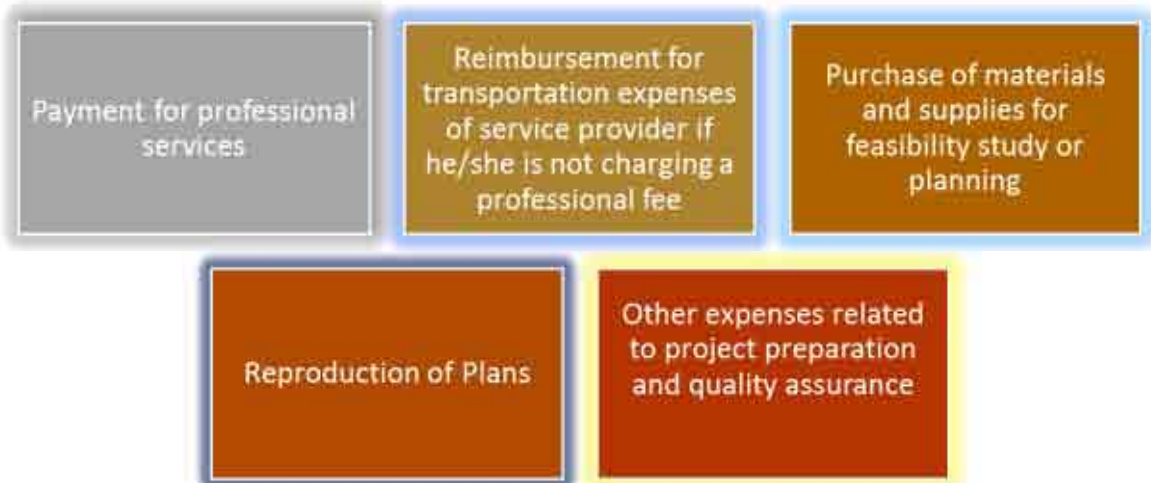 Payment for professional
services
Reimbursement for
transportation expenses
of service provider if
he/she is not charging a
professional fee
Purchase of materials
and supplies for
feasibility study or
planning
Reproduction of Plans
Other expenses related
to project preparation
and quality assurance